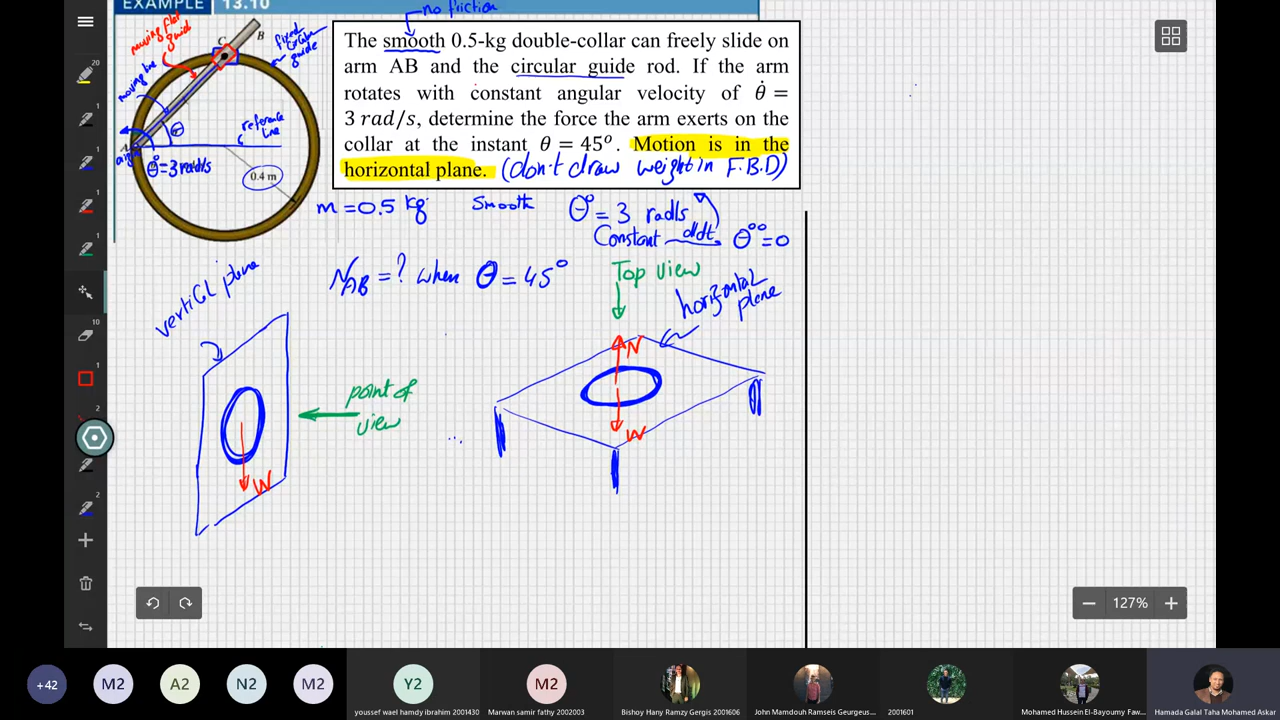 EXAMPLE 13.10
no friction
The smooth 0.5-kg double-collar can freely slide on
arm AB and the circular guide rod. If the arm
rotates with constant angular velocity of θ̇ =
3 rad/s, determine the force the arm exerts on the
collar at the instant θ = 45°. Motion is in the
horizontal plane. (don't draw weight in F.B.D)
moving flat
guid
C
B
fixed
circular
guide
moving line
θ
reference
line
A
origin
θ° = 3 rad/s
0.4 m
m = 0.5 kg
Smooth
θ° = 3 rad/s
Constant d/dt θ°° = 0
N_AB = ? when θ = 45°
Top view
horizontal
plane
vertical plane
N
W
point of
view
W
127%
+42
M2
A2
N2
M2
Y2
M2
youssef wael hamdy ibrahim 2001430
Marwan samir fathy 2002003
Bishoy Hany Ramzy Gergis 2001606
John Mamdouh Ramseis Geurgeus...
2001601
Mohamed Hussein El-Bayoumy Faw...
Hamada Galal Taha Mohamed Askar